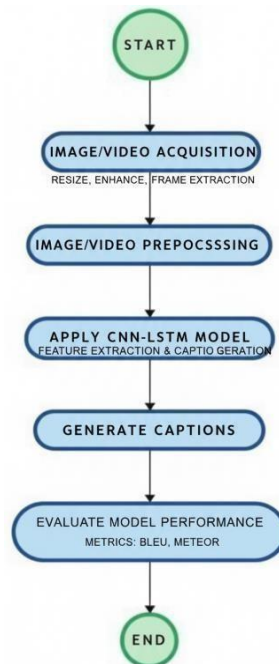 START
IMAGE/VIDEO ACQUISITION
RESIZE, ENHANCE, FRAME EXTRACTION
IMAGE/VIDEO PREPOCSSSING
APPLY CNN-LSTM MODEL
FEATURE EXTRACTION & CAPTIO GERATION
GENERATE CAPTIONS
EVALUATE MODEL PERFORMANCE
METRICS: BLEU, METEOR
END